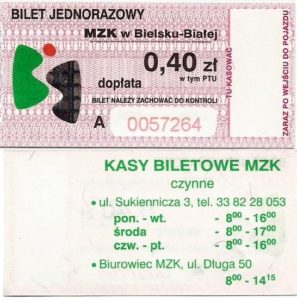 BILET JEDNORAZOWY
MZK w Bielsku-Białej
0,40 zł
dopłata
w tym PTU
BILET NALEŻY ZACHOWAĆ DO KONTROLI
A 0057264
TU KASOWAĆ
ZARAZ PO WEJŚCIU DO POJAZDU
KASY BILETOWE MZK
czynne
• ul. Sukiennicza 3, tel. 33 82 28 053
pon. - wt. - 8⁰⁰ - 16⁰⁰
środa - 8⁰⁰ - 17⁰⁰
czw. - pt. - 8⁰⁰ - 16⁰⁰
• Biurowiec MZK, ul. Długa 50
8⁰⁰ - 14¹⁵